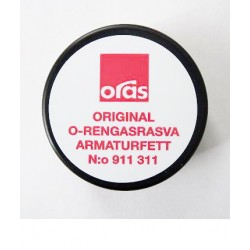 oras
ORIGINAL
O-RENGASRASVA
ARMATURFETT
N:o 911 311